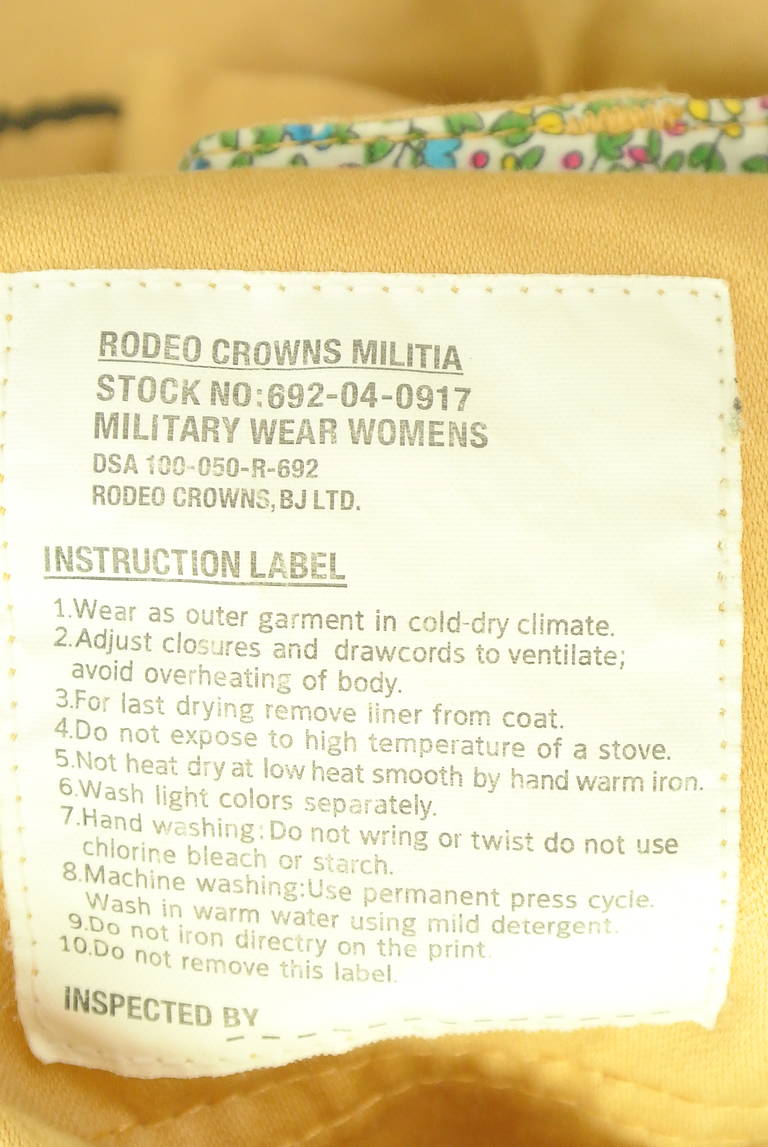 RODEO CROWNS MILITIA
STOCK NO:692-04-0917
MILITARY WEAR WOMENS
DSA 100-050-R-692
RODEO CROWNS,BJ LTD.
INSTRUCTION LABEL
1.Wear as outer garment in cold-dry climate.
2.Adjust closures and drawcords to ventilate;
avoid overheating of body.
3.For last drying remove liner from coat.
4.Do not expose to high temperature of a stove.
5.Not heat dry at low heat smooth by hand warm iron.
6.Wash light colors separately.
7.Hand washing:Do not wring or twist do not use
chlorine bleach or starch.
8.Machine washing:Use permanent press cycle.
Wash in warm water using mild detergent.
9.Do not iron directry on the print.
10.Do not remove this label.
INSPECTED BY